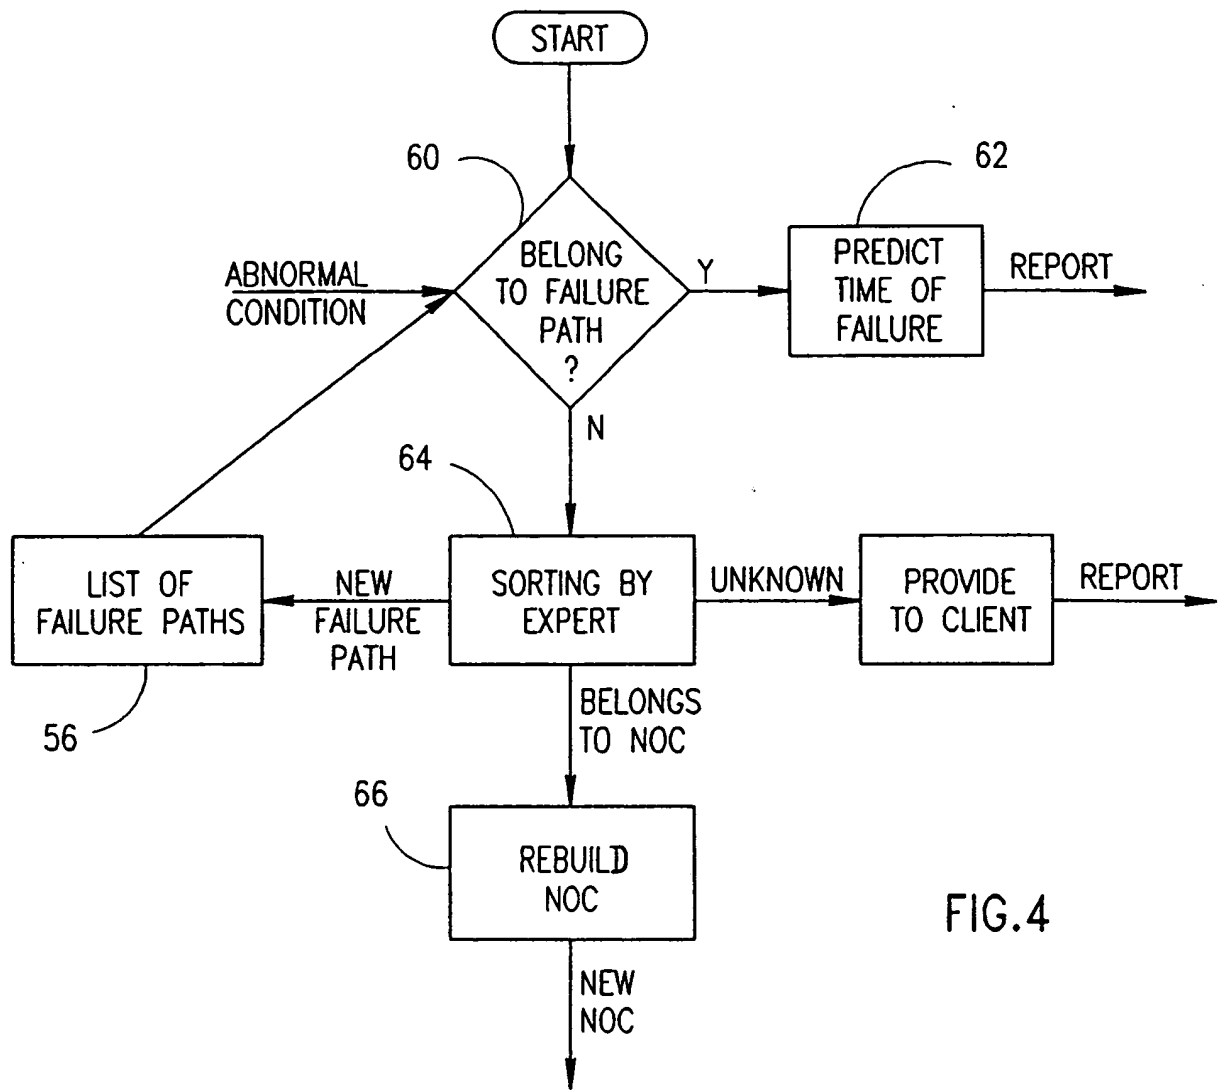 START
60
62
BELONG
TO FAILURE
PATH
?
ABNORMAL
CONDITION
Y
PREDICT
TIME OF
FAILURE
REPORT
N
64
LIST OF
FAILURE PATHS
NEW
FAILURE
PATH
SORTING BY
EXPERT
UNKNOWN
PROVIDE
TO CLIENT
REPORT
56
BELONGS
TO NOC
66
REBUILD
NOC
FIG.4
NEW
NOC